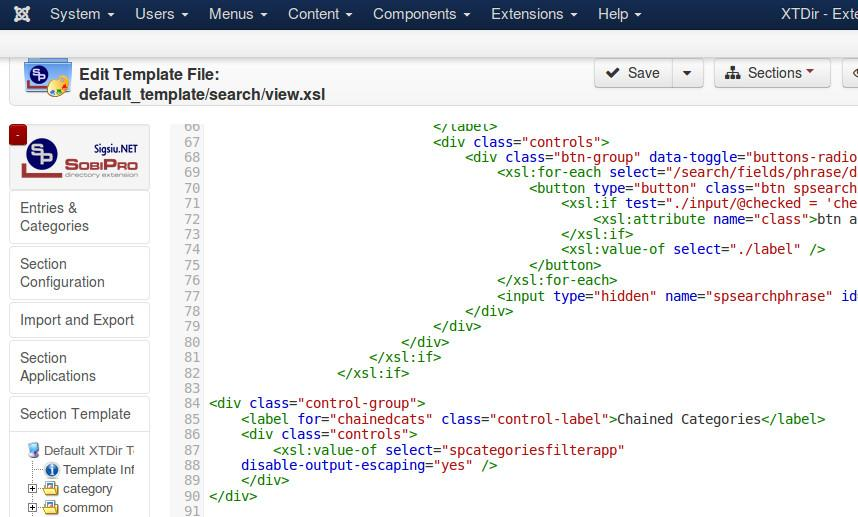 System Users Menus Content Components Extensions Help XTDir - Exte
Edit Template File:
default_template/search/view.xsl
Save
Sections
-
SP
Sigsiu.NET
SOBIPRO
directory extension
Entries &
Categories
Section
Configuration
Import and Export
Section
Applications
Section Template
Default XTDir T
Template Inf
category
common
66 </label>
67 <div class="controls">
68 <div class="btn-group" data-toggle="buttons-radio
69 <xsl:for-each select="/search/fields/phrase/d
70 <button type="button" class="btn spsearch
71 <xsl:if test="./input/@checked = 'che
72 <xsl:attribute name="class">btn a
73 </xsl:if>
74 <xsl:value-of select="./label" />
75 </button>
76 </xsl:for-each>
77 <input type="hidden" name="spsearchphrase" id
78 </div>
79 </div>
80 </div>
81 </xsl:if>
82 </xsl:if>
83
84 <div class="control-group">
85 <label for="chainedcats" class="control-label">Chained Categories</label>
86 <div class="controls">
87 <xsl:value-of select="spcategoriesfilterapp"
88 disable-output-escaping="yes" />
89 </div>
90 </div>
91